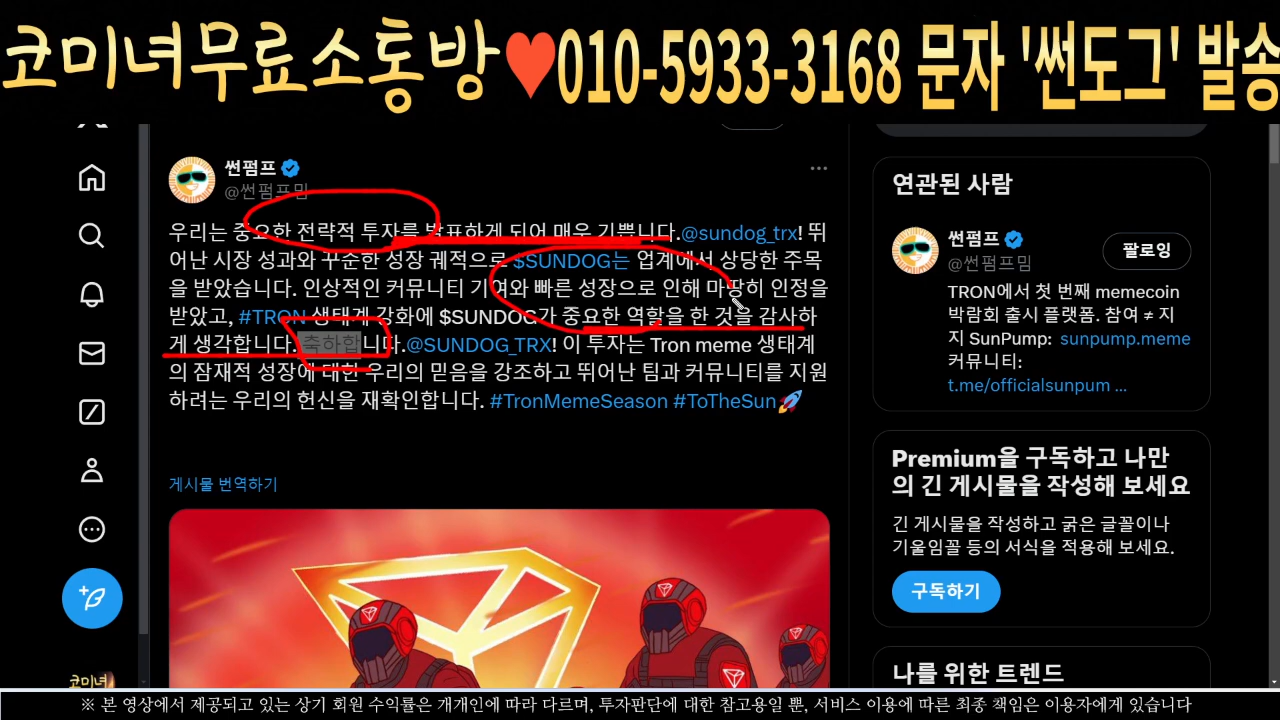 코미녀무료소통방♥010-5933-3168 문자 '썬도그' 발송
썬펌프
@썬펌프밈
우리는 중요한 전략적 투자를 발표하게 되어 매우 기쁩니다.@sundog_trx! 뛰
어난 시장 성과와 꾸준한 성장 궤적으로 $SUNDOG는 업계에서 상당한 주목
을 받았습니다. 인상적인 커뮤니티 기여와 빠른 성장으로 인해 마땅히 인정을
받았고, #TRON 생태계 강화에 $SUNDOG가 중요한 역할을 한 것을 감사하
게 생각합니다. 축하합니다.@SUNDOG_TRX! 이 투자는 Tron meme 생태계
의 잠재적 성장에 대한 우리의 믿음을 강조하고 뛰어난 팀과 커뮤니티를 지원
하려는 우리의 헌신을 재확인합니다. #TronMemeSeason #ToTheSun🚀
게시물 번역하기
연관된 사람
썬펌프
@썬펌프밈
팔로잉
TRON에서 첫 번째 memecoin
박람회 출시 플랫폼. 참여 ≠ 지
지 SunPump: sunpump.meme
커뮤니티:
t.me/officialsunpum ...
Premium을 구독하고 나만
의 긴 게시물을 작성해 보세요
긴 게시물을 작성하고 굵은 글꼴이나
기울임꼴 등의 서식을 적용해 보세요.
구독하기
나를 위한 트렌드
코미녀
※ 본 영상에서 제공되고 있는 상기 회원 수익률은 개개인에 따라 다르며, 투자판단에 대한 참고용일 뿐, 서비스 이용에 따른 최종 책임은 이용자에게 있습니다